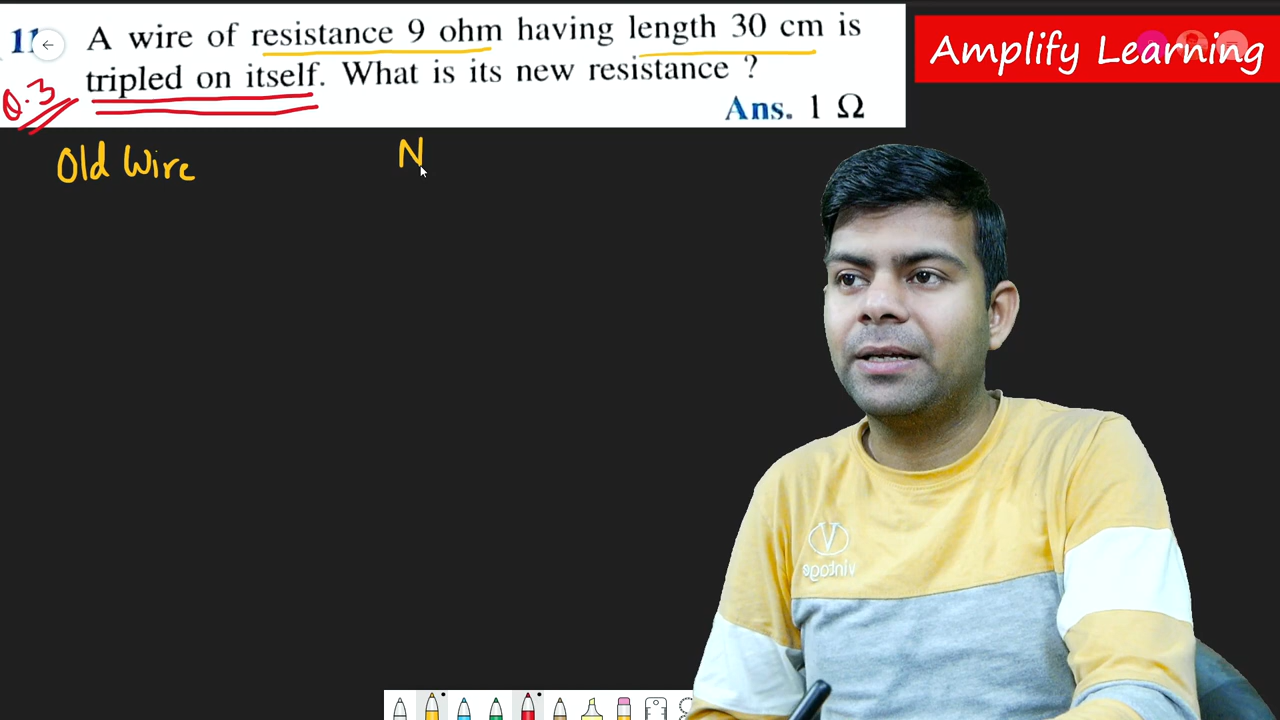 11
A wire of resistance 9 ohm having length 30 cm is
tripled on itself. What is its new resistance ?
Ans. 1 Ω
Q.3
Amplify Learning
Old Wire
N
V
vintage